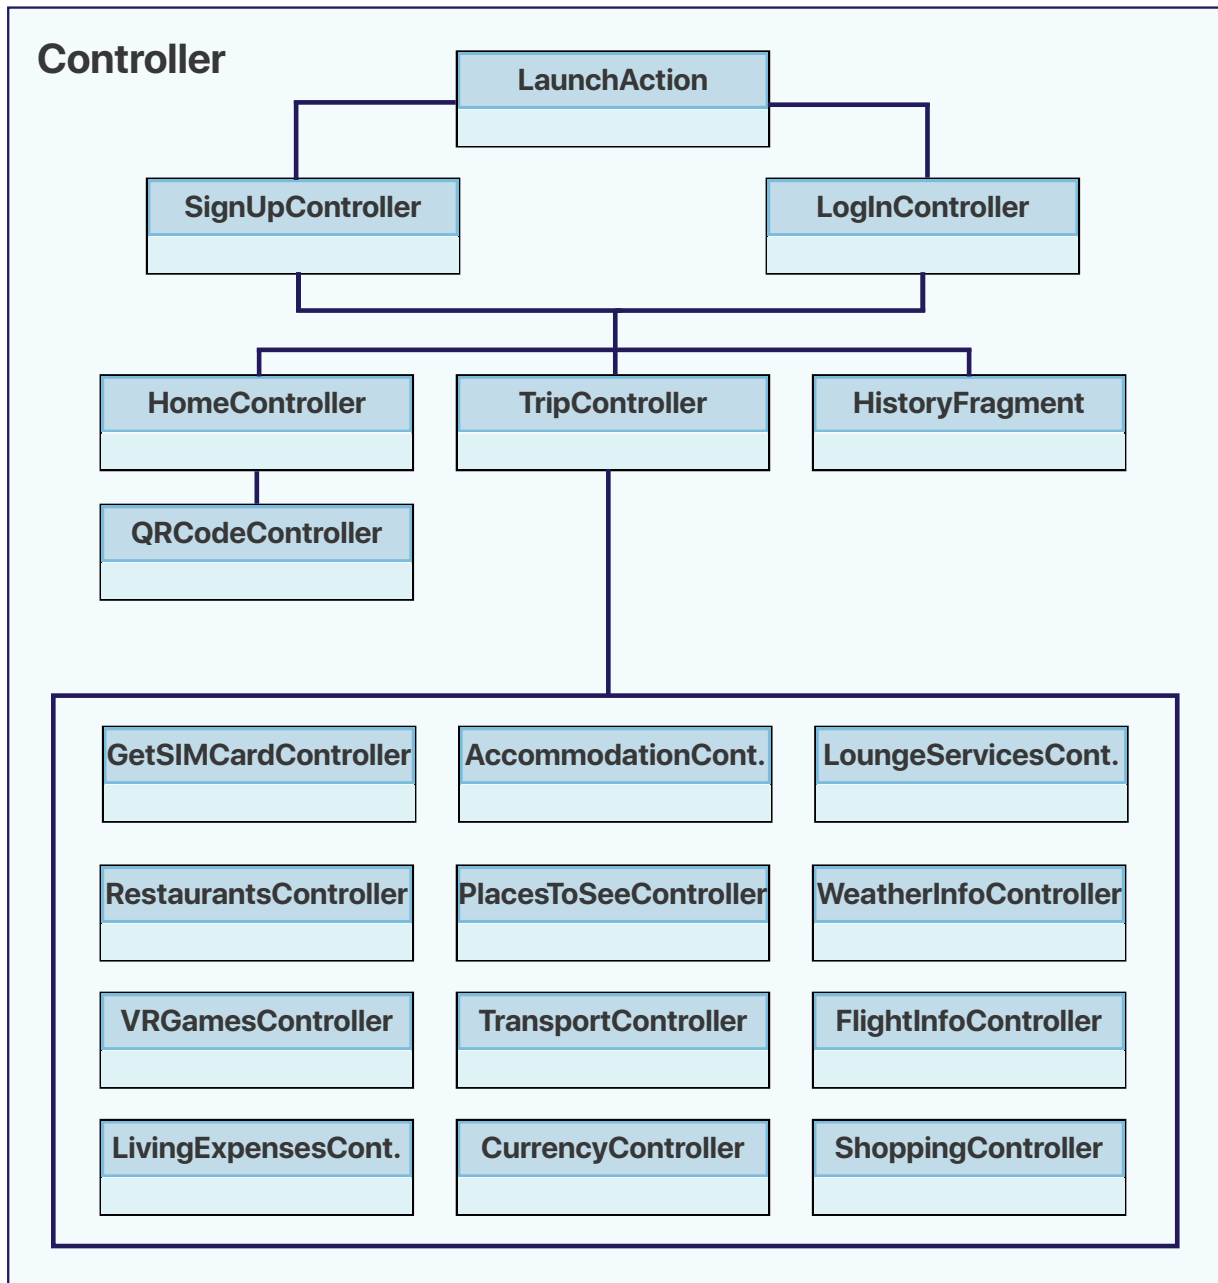 Controller
LaunchAction
SignUpController
LogInController
HomeController
TripController
HistoryFragment
QRCodeController
GetSIMCardController
AccommodationCont.
LoungeServicesCont.
RestaurantsController
PlacesToSeeController
WeatherInfoController
VRGamesController
TransportController
FlightInfoController
LivingExpensesCont.
CurrencyController
ShoppingController